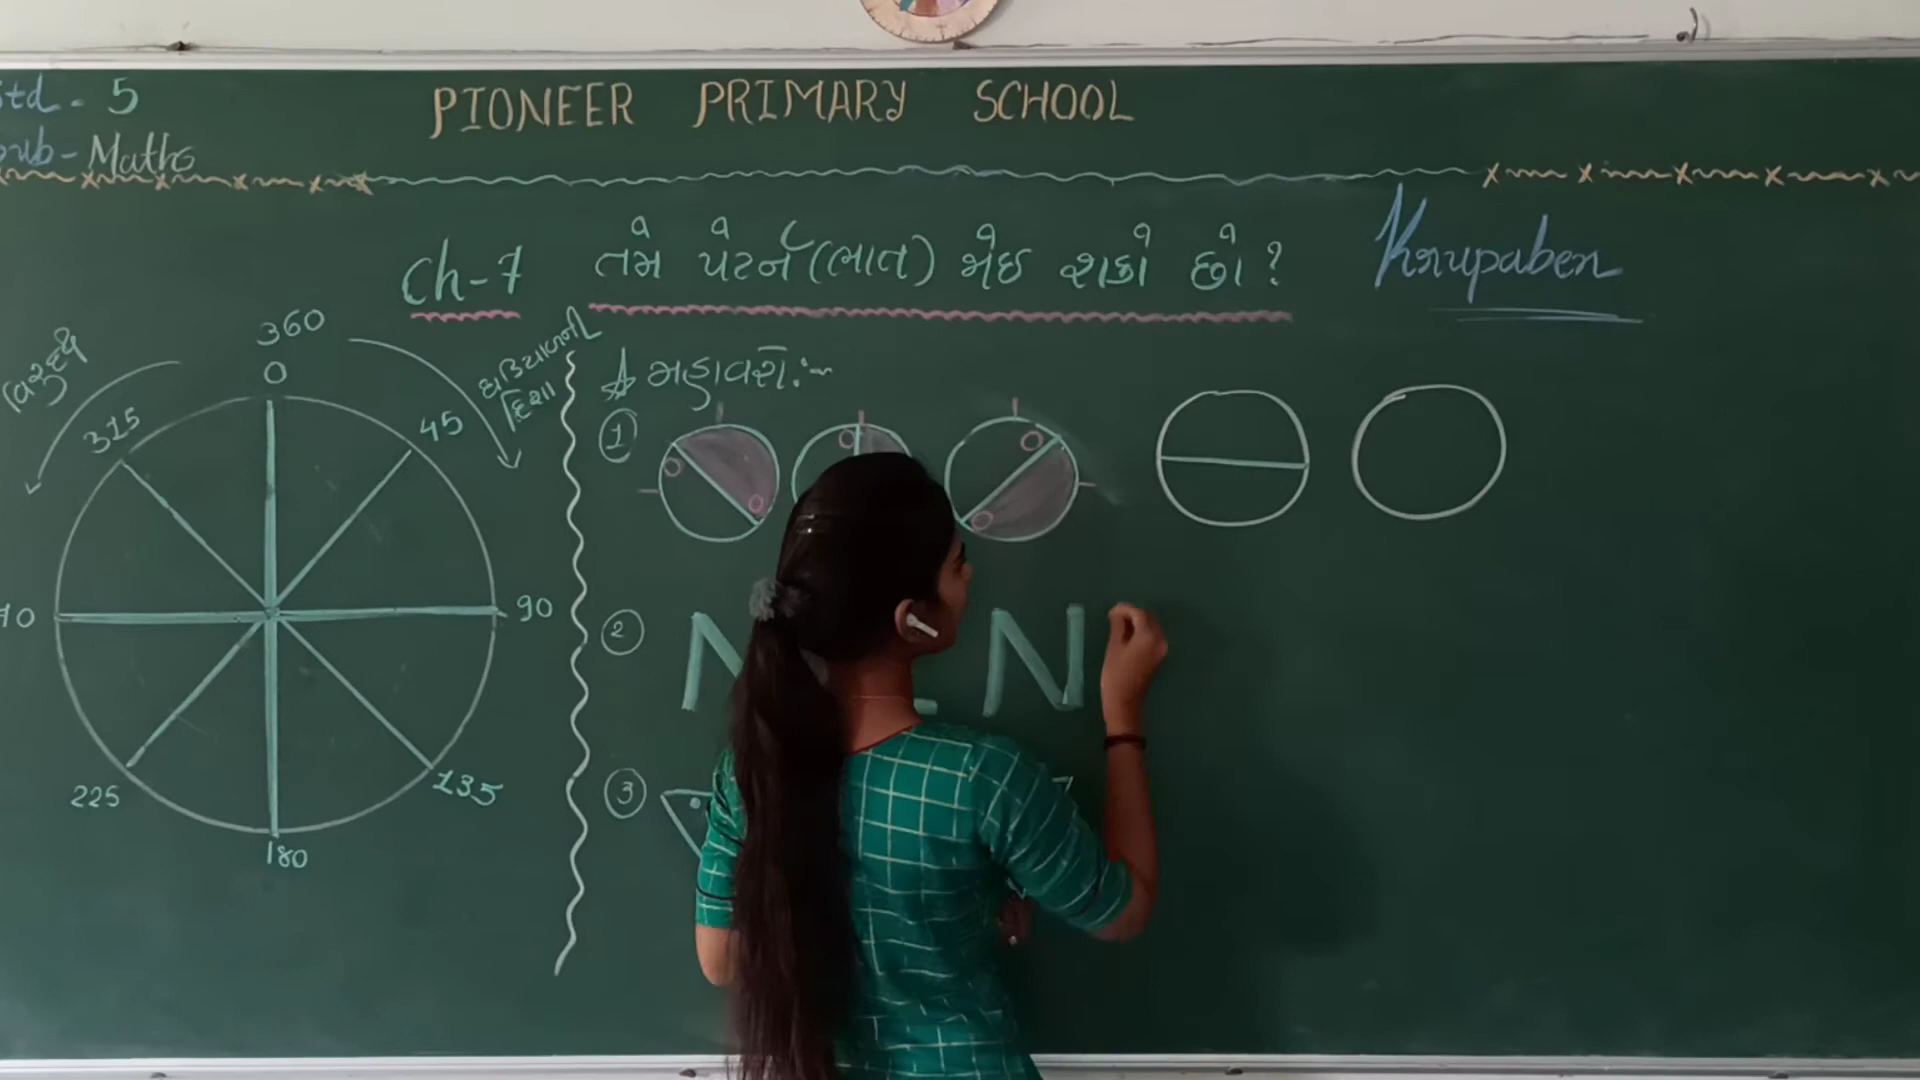 Std - 5
Sub - Maths
PIONEER PRIMARY SCHOOL
Ch-7 તમે પેટર્ન (ભાત) જોઈ શકો છો ?
Krupaben
360
0
45
90
135
180
225
315
ઘડિયાળની
દિશા
મહાવરો :-
1
2
N N
3